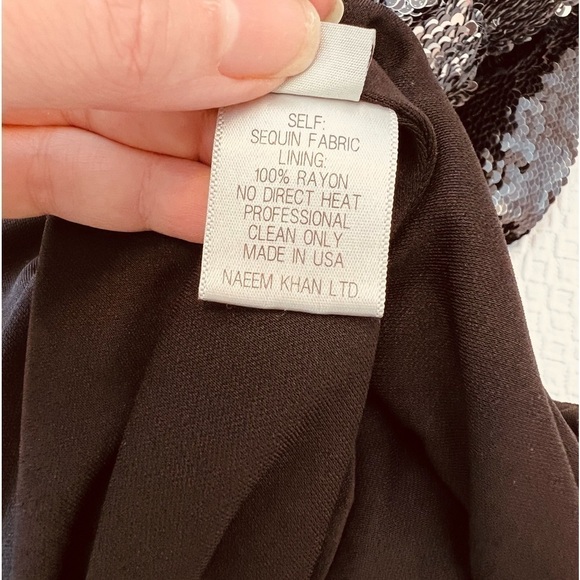 SELF;
SEQUIN FABRIC
LINING:
100% RAYON
NO DIRECT HEAT
PROFESSIONAL
CLEAN ONLY
MADE IN USA
NAEEM KHAN LTD